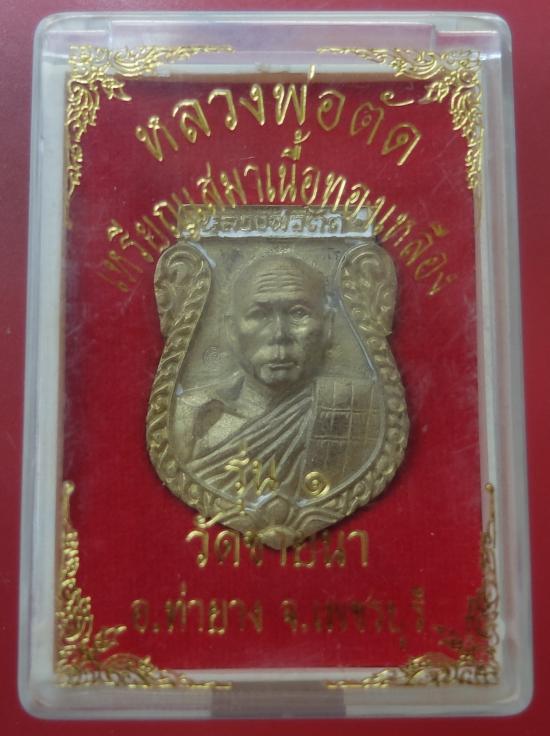 หลวงพ่อตัด
เหรียญเสมาเนื้อทองเหลือง
หลวงพ่อตัด
รุ่น ๑
วัดชายนา
อ.ท่ายาง จ.เพชรบุรี